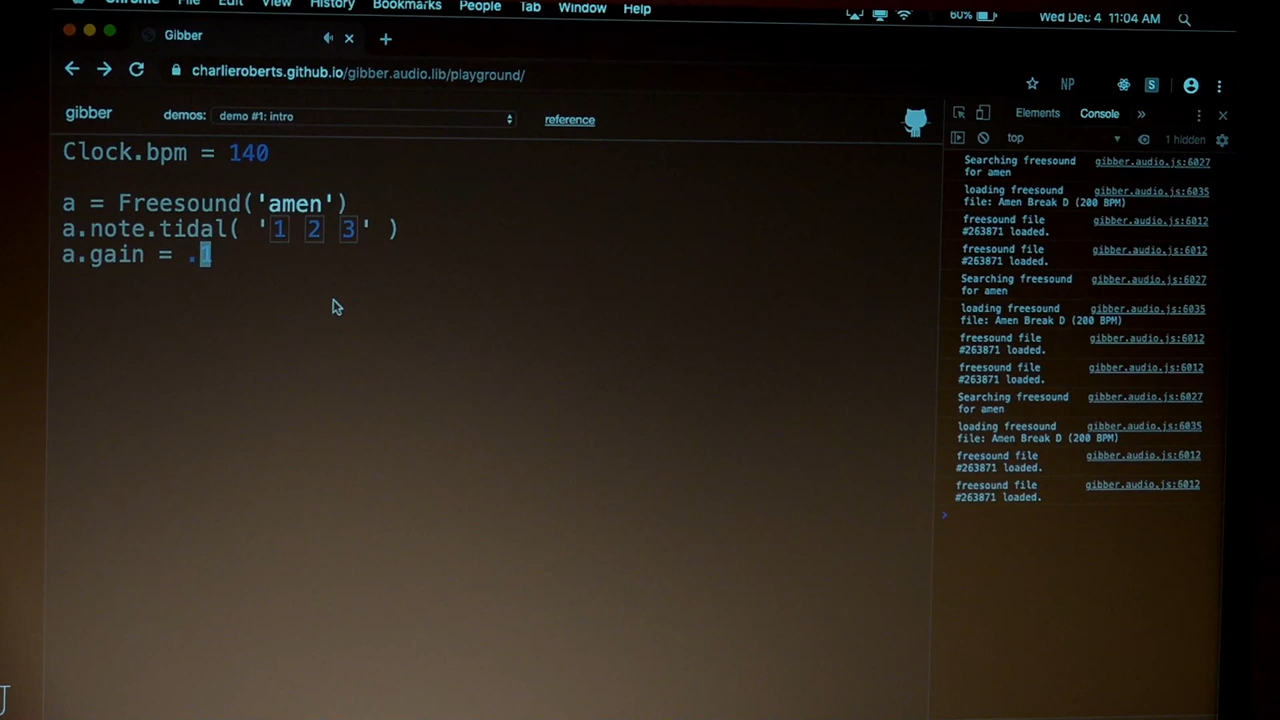 Chrome File Edit View History Bookmarks People Tab Window Help 60% Wed Dec 4 11:04 AM
Gibber
charlieroberts.github.io/gibber.audio.lib/playground/
NP S
gibber demos: demo #1: intro reference
Elements Console »
top 1 hidden
Clock.bpm = 140
a = Freesound('amen')
a.note.tidal( '1 2 3' )
a.gain = .1
Searching freesound gibber.audio.js:6027
for amen
loading freesound gibber.audio.js:6035
file: Amen Break D (200 BPM)
freesound file gibber.audio.js:6012
#263871 loaded.
freesound file gibber.audio.js:6012
#263871 loaded.
Searching freesound gibber.audio.js:6027
for amen
loading freesound gibber.audio.js:6035
file: Amen Break D (200 BPM)
freesound file gibber.audio.js:6012
#263871 loaded.
freesound file gibber.audio.js:6012
#263871 loaded.
Searching freesound gibber.audio.js:6027
for amen
loading freesound gibber.audio.js:6035
file: Amen Break D (200 BPM)
freesound file gibber.audio.js:6012
#263871 loaded.
freesound file gibber.audio.js:6012
#263871 loaded.